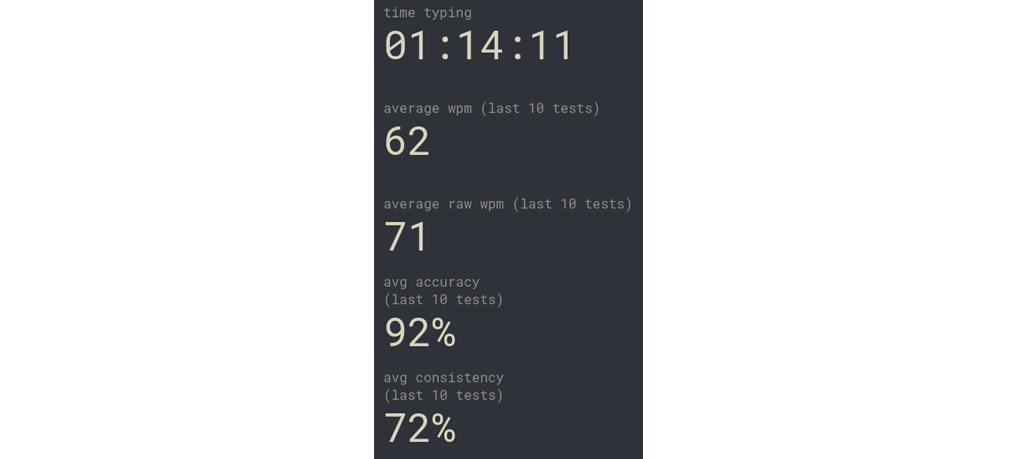 time typing
01:14:11
average wpm (last 10 tests)
62
average raw wpm (last 10 tests)
71
avg accuracy
(last 10 tests)
92%
avg consistency
(last 10 tests)
72%